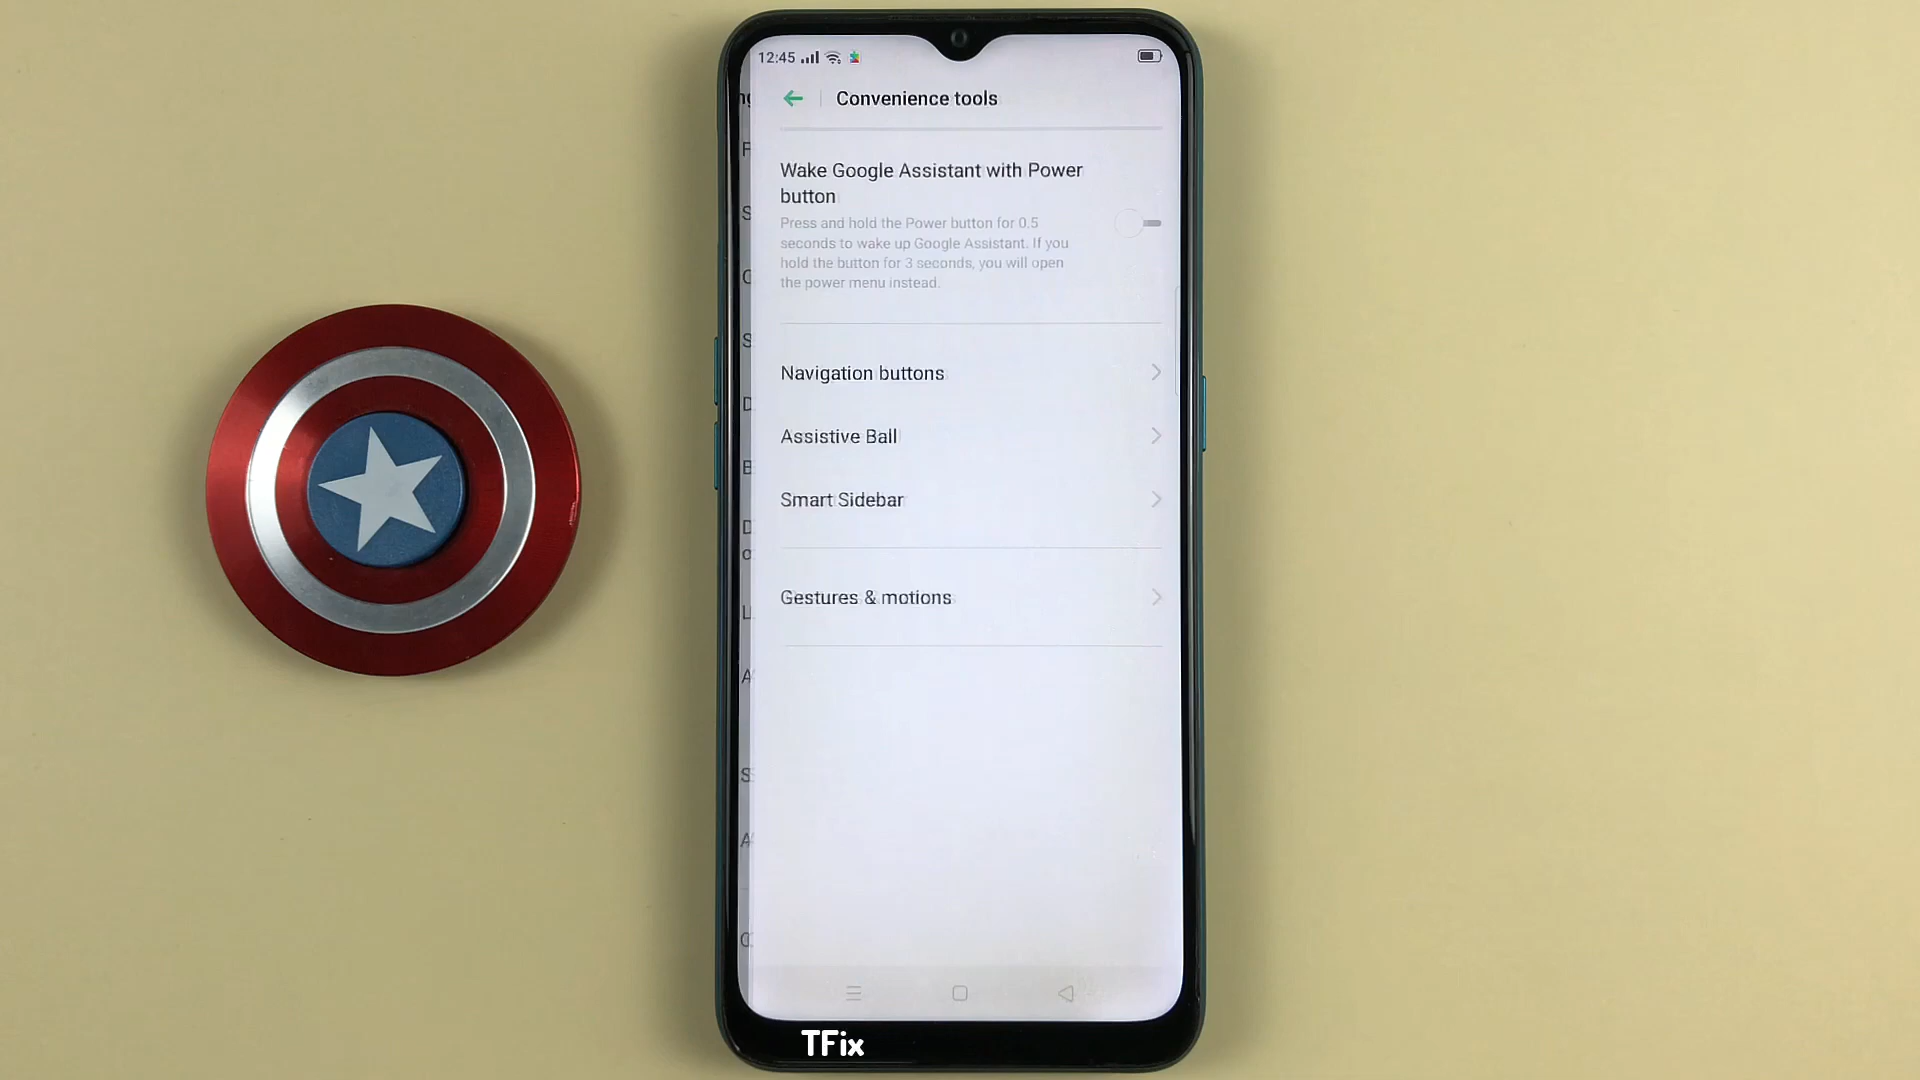 12:45
Convenience tools
Wake Google Assistant with Power
button
Press and hold the Power button for 0.5
seconds to wake up Google Assistant. If you
hold the button for 3 seconds, you will open
the power menu instead.
Navigation buttons
Assistive Ball
Smart Sidebar
Gestures & motions
TFix